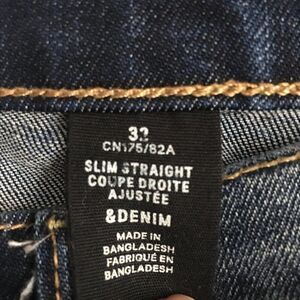 32
CN175/82A
SLIM STRAIGHT
COUPE DROITE
AJUSTÉE
&DENIM
MADE IN
BANGLADESH
FABRIQUÉ EN
BANGLADESH